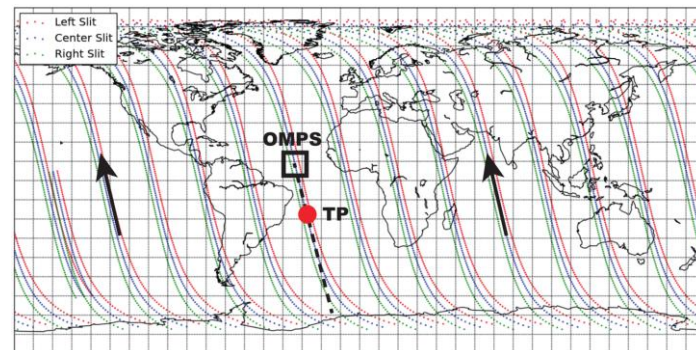 Left Slit
Center Slit
Right Slit
OMPS
TP